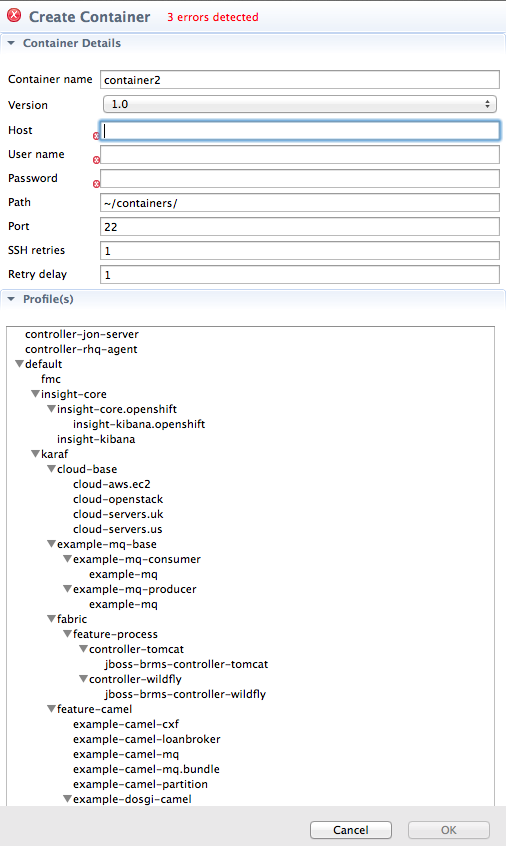 Create Container 3 errors detected
Container Details
Container name container2
Version 1.0
Host
User name
Password
Path ~/containers/
Port 22
SSH retries 1
Retry delay 1
Profile(s)
controller-jon-server
controller-rhq-agent
default
fmc
insight-core
insight-core.openshift
insight-kibana.openshift
insight-kibana
karaf
cloud-base
cloud-aws.ec2
cloud-openstack
cloud-servers.uk
cloud-servers.us
example-mq-base
example-mq-consumer
example-mq
example-mq-producer
example-mq
fabric
feature-process
controller-tomcat
jboss-brms-controller-tomcat
controller-wildfly
jboss-brms-controller-wildfly
feature-camel
example-camel-cxf
example-camel-loanbroker
example-camel-mq
example-camel-mq.bundle
example-camel-partition
example-dosgi-camel
Cancel OK